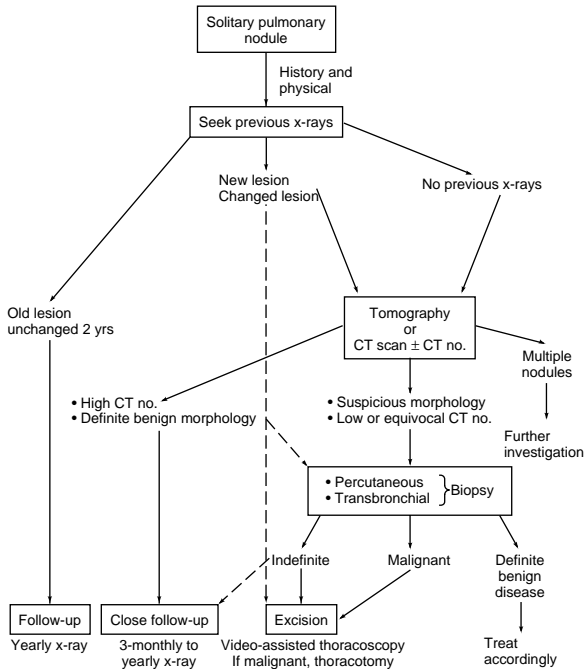 Solitary pulmonary
nodule
History and
physical
Seek previous x-rays
New lesion
Changed lesion
No previous x-rays
Old lesion
unchanged 2 yrs
Tomography
or
CT scan ± CT no.
Multiple
nodules
• High CT no.
• Definite benign morphology
• Suspicious morphology
• Low or equivocal CT no.
Further
investigation
• Percutaneous
• Transbronchial
Biopsy
Indefinite
Malignant
Definite
benign
disease
Follow-up
Close follow-up
Excision
Yearly x-ray
3-monthly to
yearly x-ray
Video-assisted thoracoscopy
If malignant, thoracotomy
Treat
accordingly